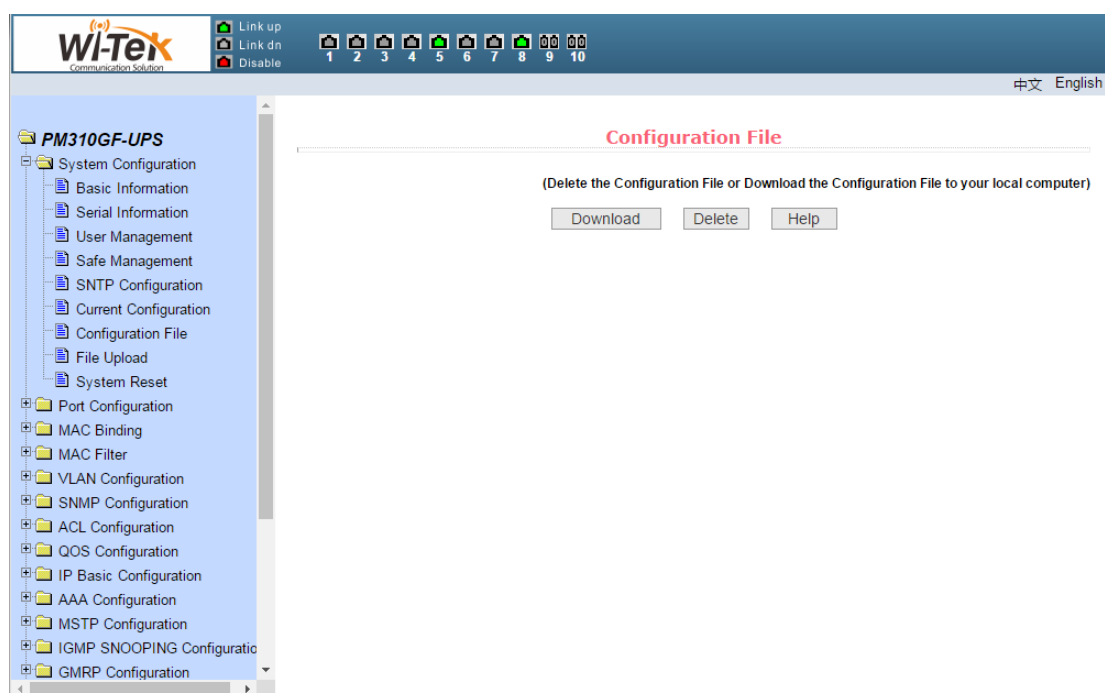 Wi-Tek
Communication Solution
Link up
Link dn
Disable
1 2 3 4 5 6 7 8 9 10
中文 English
PM310GF-UPS
System Configuration
Basic Information
Serial Information
User Management
Safe Management
SNTP Configuration
Current Configuration
Configuration File
File Upload
System Reset
Port Configuration
MAC Binding
MAC Filter
VLAN Configuration
SNMP Configuration
ACL Configuration
QOS Configuration
IP Basic Configuration
AAA Configuration
MSTP Configuration
IGMP SNOOPING Configuratio
GMRP Configuration
Configuration File
(Delete the Configuration File or Download the Configuration File to your local computer)
Download Delete Help